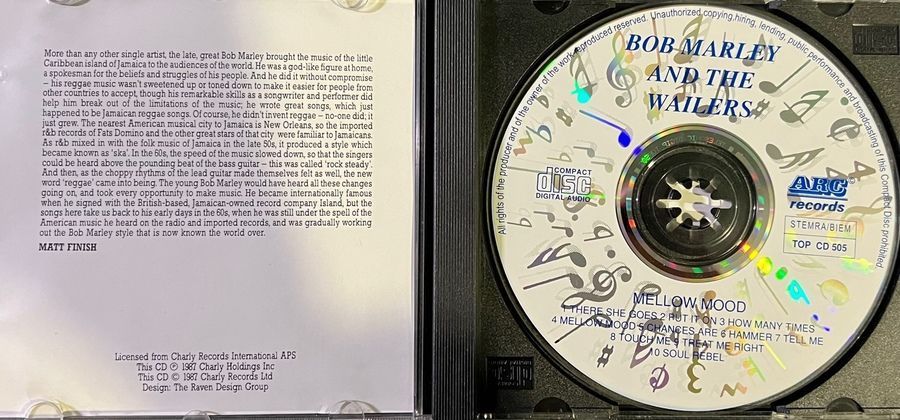 More than any other single artist, the late, great Bob Marley brought the music of the little
Caribbean island of Jamaica to the audiences of the world. He was a god-like figure at home,
a spokesman for the beliefs and struggles of his people. And he did it without compromise
– his reggae music wasn't sweetened up or toned down to make it easier for people from
other countries to accept, though his remarkable skills as a songwriter and performer did
help him break out of the limitations of the music; he wrote great songs, which just
happened to be Jamaican reggae songs. Of course, he didn't invent reggae – no-one did; it
just grew. The nearest American musical city to Jamaica is New Orleans, so the imported
r&b records of Fats Domino and the other great stars of that city were familiar to Jamaicans.
As r&b mixed in with the folk music of Jamaica in the late 50s, it produced a style which
became known as 'ska'. In the 60s, the speed of the music slowed down, so that the singers
could be heard above the pounding beat of the bass guitar – this was called 'rock steady'.
And then, as the choppy rhythms of the lead guitar made themselves felt as well, the new
word 'reggae' came into being. The young Bob Marley would have heard all these changes
going on, and took every opportunity to make music. He became internationally famous
when he signed with the British-based, Jamaican-owned record company Island, but the
songs here take us back to his early days in the 60s, when he was still under the spell of the
American music he heard on the radio and imported records, and was gradually working
out the Bob Marley style that is now known the world over.
MATT FINISH
Licensed from Charly Records International APS
This CD ℗ 1987 Charly Holdings Inc
This CD © 1987 Charly Records Ltd
Design: The Raven Design Group
All rights of the producer and of the owner of the work reproduced reserved. Unauthorized copying, hiring, lending, public performance and broadcasting of this Compact Disc prohibited
BOB MARLEY
AND THE
WAILERS
COMPACT
disc
DIGITAL AUDIO
ARC
records
STEMRA/BIEM
TOP CD 505
MELLOW MOOD
1 THERE SHE GOES 2 PUT IT ON 3 HOW MANY TIMES
4 MELLOW MOOD 5 CHANCES ARE 6 HAMMER 7 TELL ME
8 TOUCH ME 9 TREAT ME RIGHT
10 SOUL REBEL